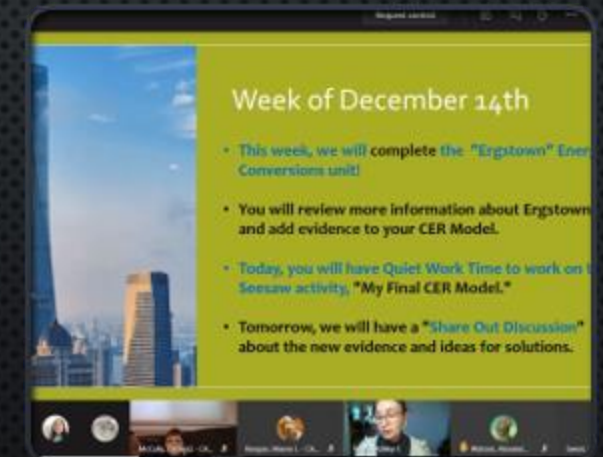 Request control
Week of December 14th
• This week, we will complete the "Ergstown" Ener
Conversions unit!
• You will review more information about Ergstown
and add evidence to your CER Model.
• Today, you will have Quiet Work Time to work on
Seesaw activity, "My Final CER Model."
• Tomorrow, we will have a "Share Out Discussion"
about the new evidence and ideas for solutions.